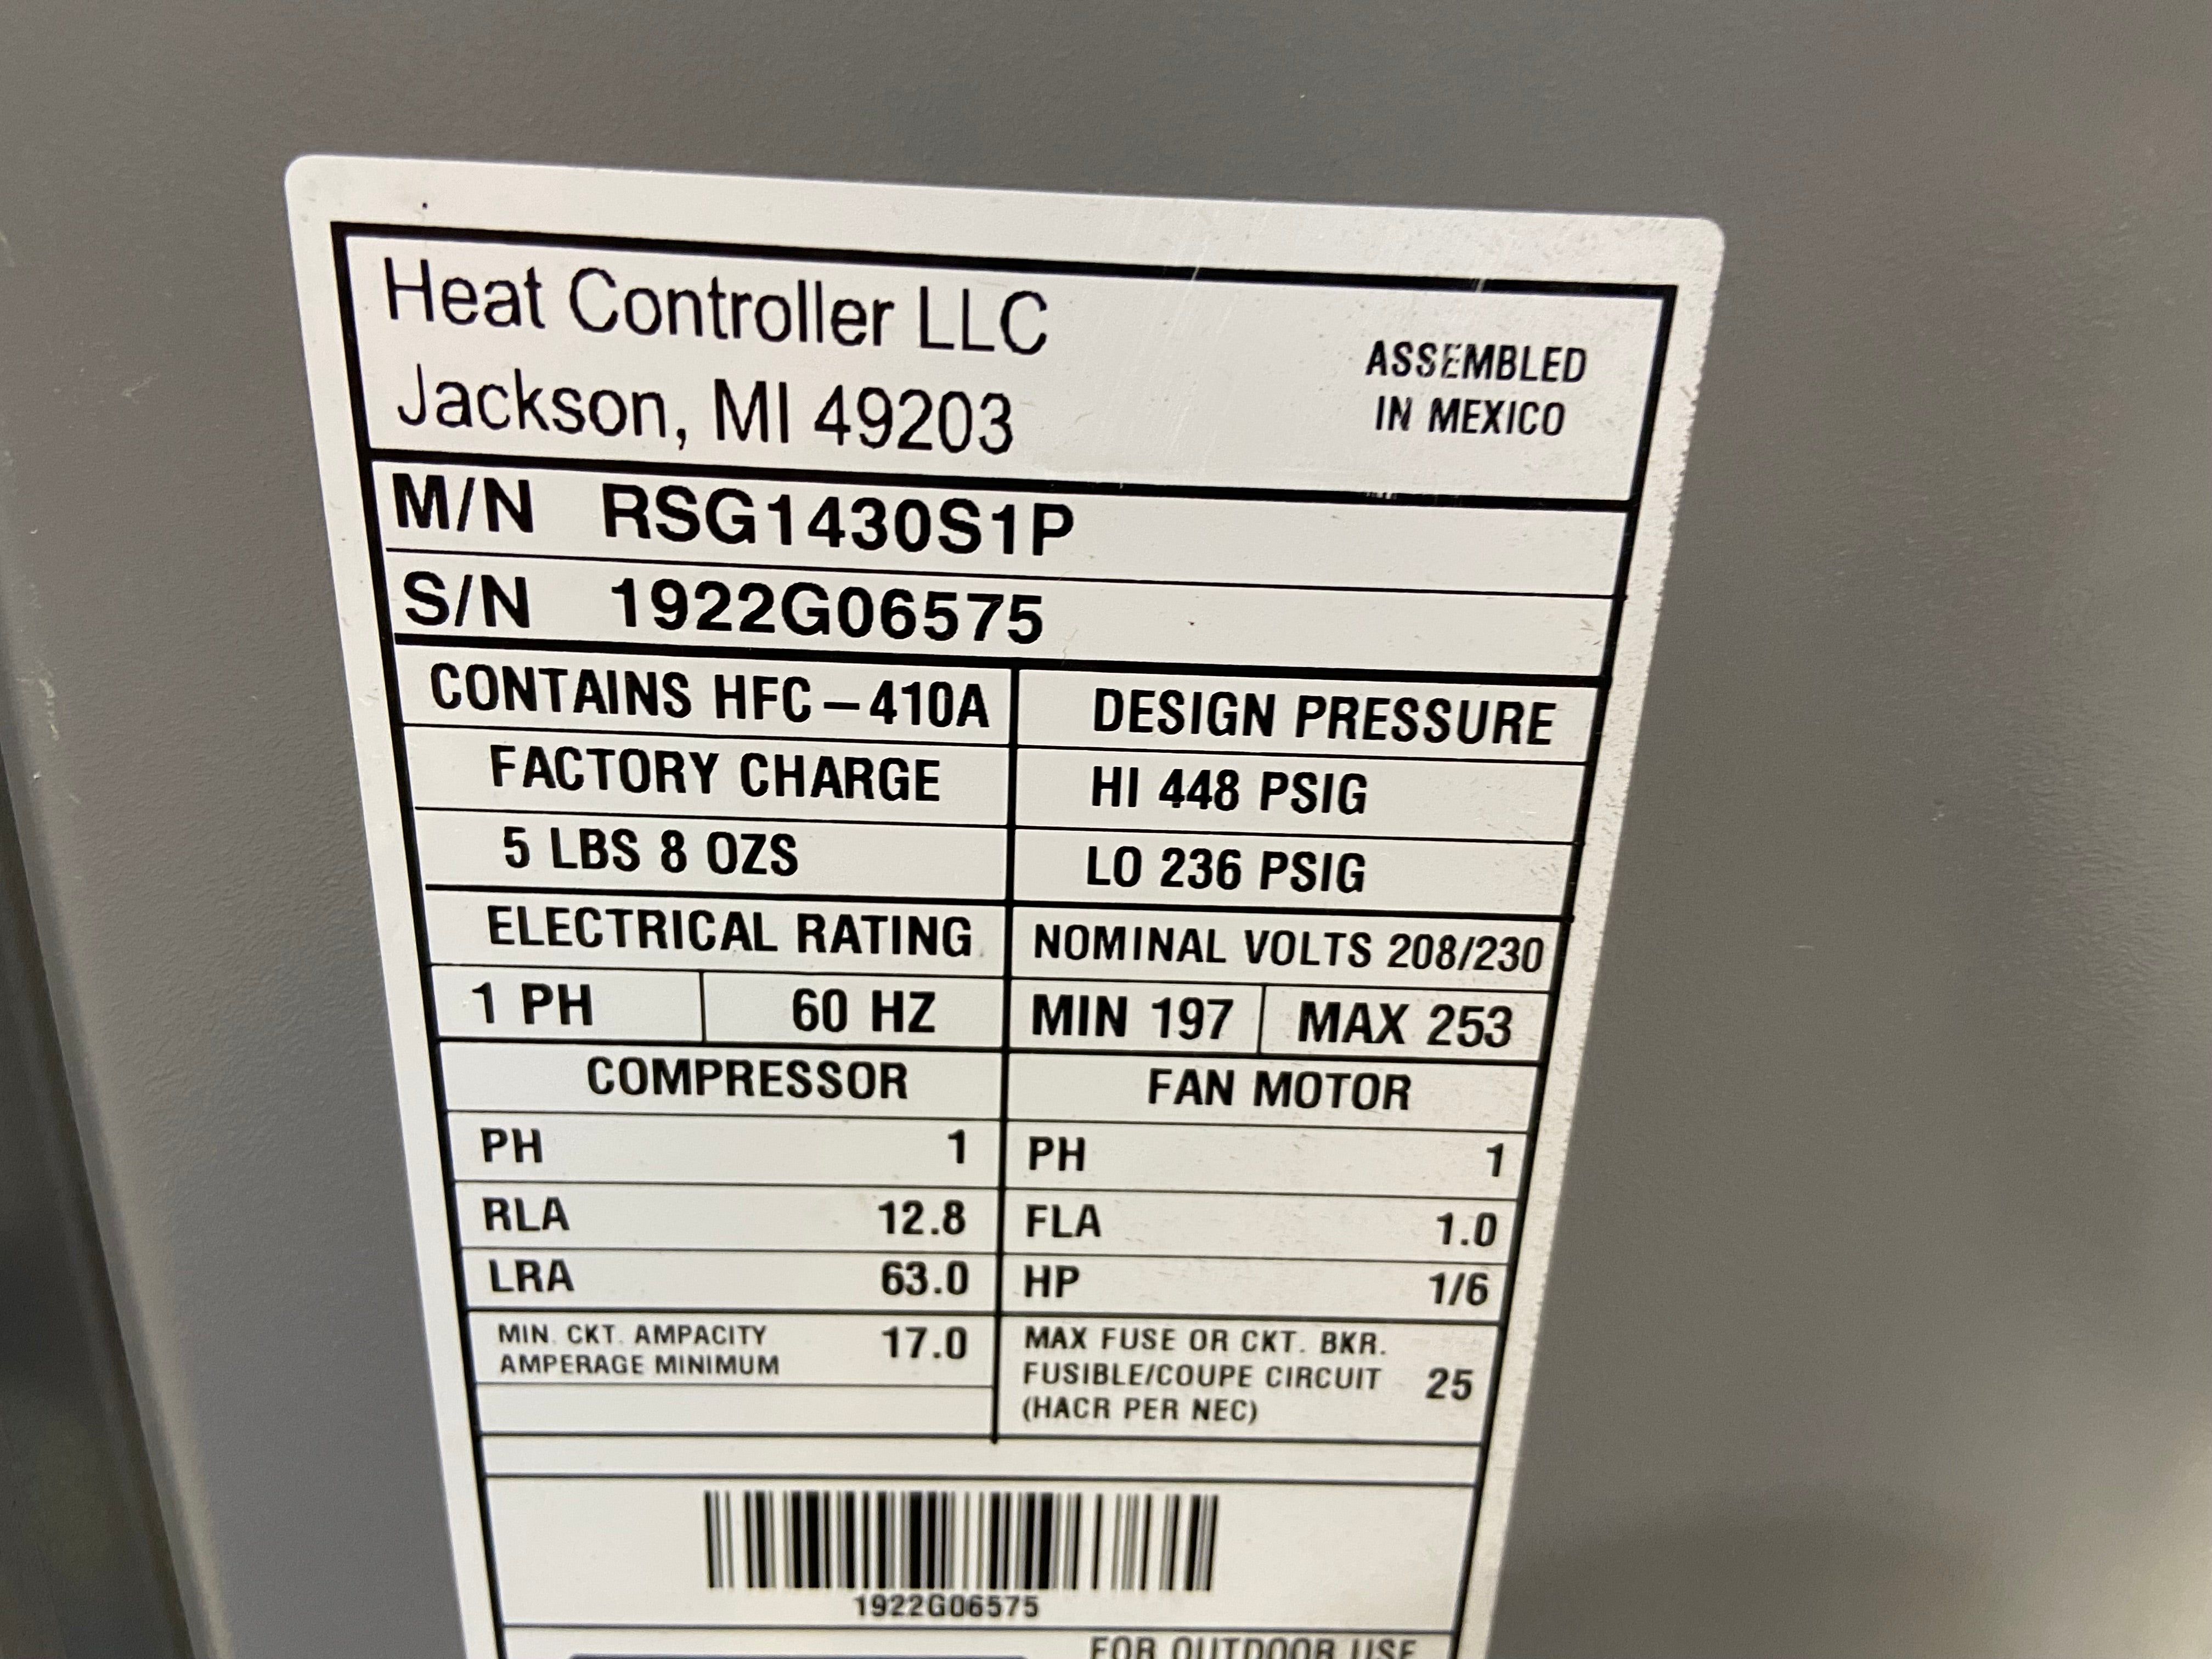 Heat Controller LLC
Jackson, MI 49203
ASSEMBLED
IN MEXICO
M/N RSG1430S1P
S/N 1922G06575
CONTAINS HFC-410A
DESIGN PRESSURE
FACTORY CHARGE
HI 448 PSIG
5 LBS 8 OZS
LO 236 PSIG
ELECTRICAL RATING
NOMINAL VOLTS 208/230
1 PH
60 HZ
MIN 197
MAX 253
COMPRESSOR
FAN MOTOR
PH 1
PH 1
RLA 12.8
FLA 1.0
LRA 63.0
HP 1/6
MIN. CKT. AMPACITY
AMPERAGE MINIMUM
17.0
MAX FUSE OR CKT. BKR.
FUSIBLE/COUPE CIRCUIT
(HACR PER NEC)
25
1922G06575
FOR OUTDOOR USE